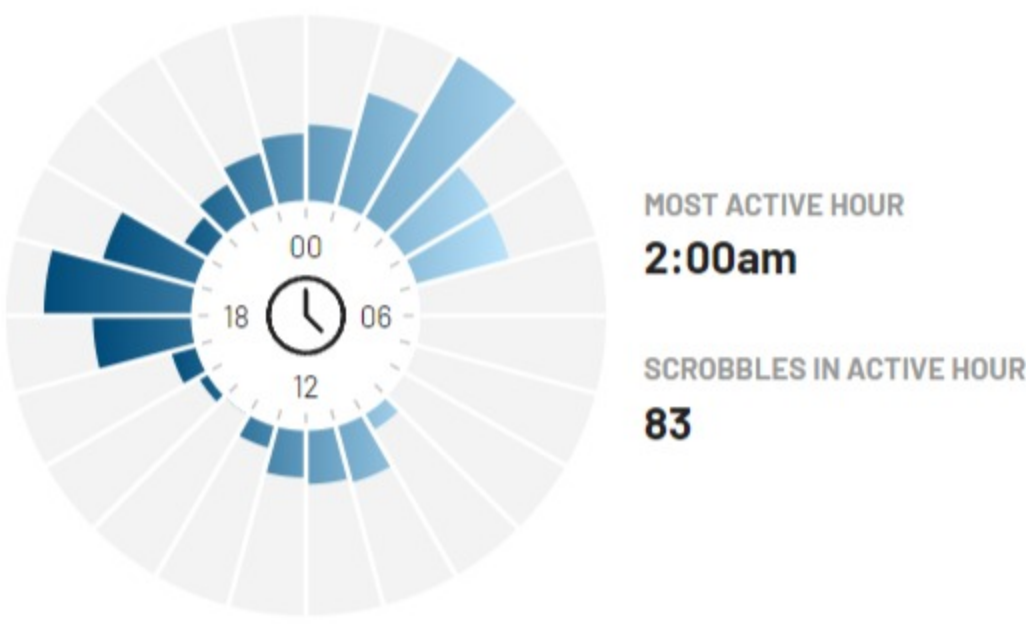 00
18
06
12
MOST ACTIVE HOUR
2:00am
SCROBBLES IN ACTIVE HOUR
83